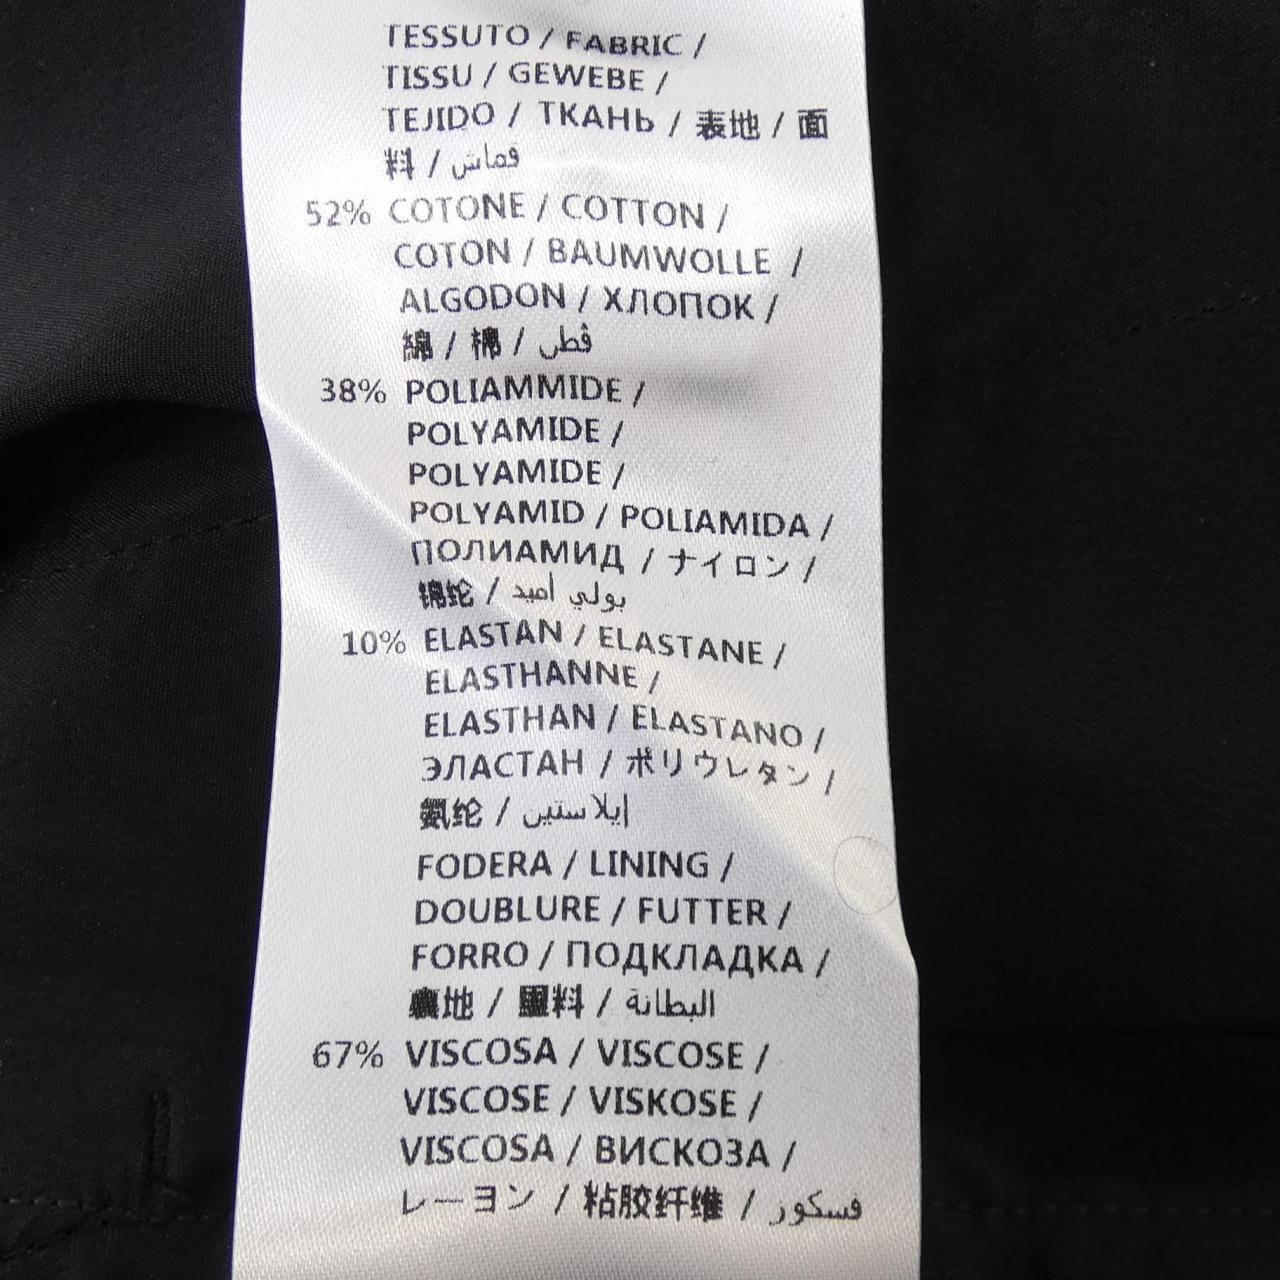 TESSUTO / FABRIC /
TISSU / GEWEBE /
TEJIDO / ТКАНЬ / 表地 / 面
料 / قماش
52% COTONE / COTTON /
COTON / BAUMWOLLE /
ALGODON / ХЛОПОК /
綿 / 棉 / قطن
38% POLIAMMIDE /
POLYAMIDE /
POLYAMIDE /
POLYAMID / POLIAMIDA /
ПОЛИАМИД / ナイロン /
锦纶 / بولي أميد
10% ELASTAN / ELASTANE /
ELASTHANNE /
ELASTHAN / ELASTANO /
ЭЛАСТАН / ポリウレタン /
氨纶 / إيلاستين
FODERA / LINING /
DOUBLURE / FUTTER /
FORRO / ПОДКЛАДКА /
裏地 / 里料 / البطانة
67% VISCOSA / VISCOSE /
VISCOSE / VISKOSE /
VISCOSA / ВИСКОЗА /
レーヨン / 粘胶纤维 / فسكوز